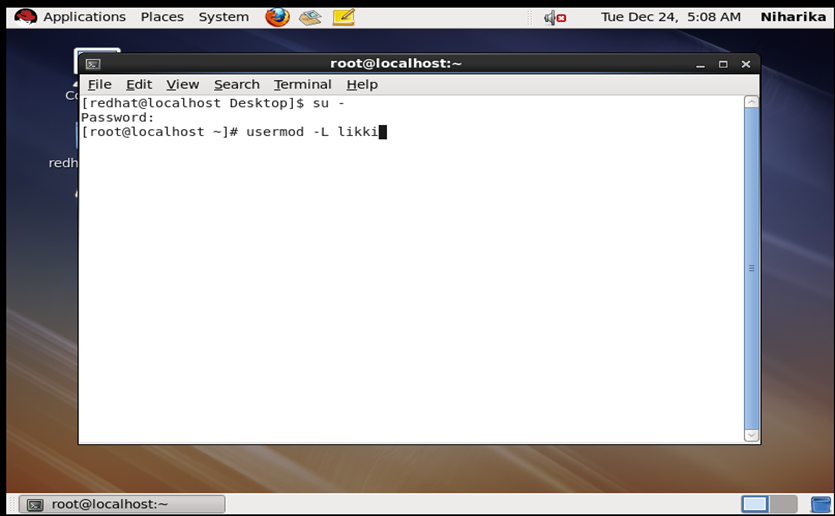 Applications Places System Tue Dec 24, 5:08 AM Niharika
root@localhost:~
File Edit View Search Terminal Help
[redhat@localhost Desktop]$ su -
Password:
[root@localhost ~]# usermod -L likki
Co
redh
root@localhost:~